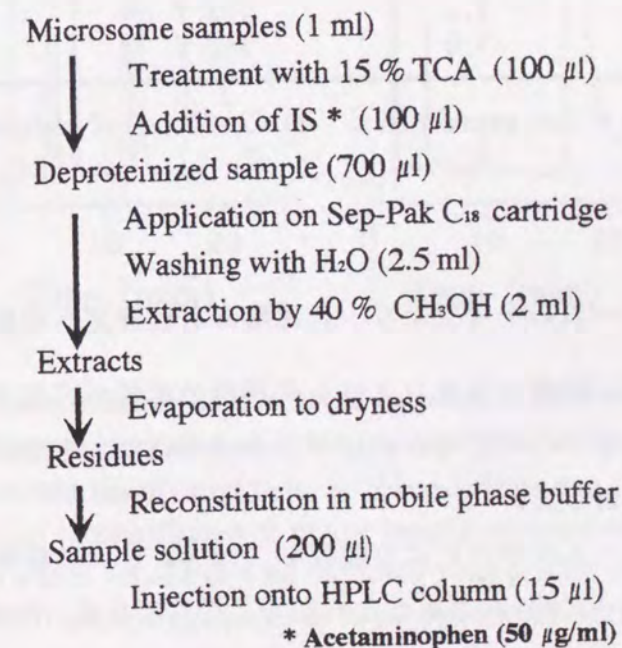 Microsome samples (1 ml)
Treatment with 15 % TCA (100 µl)
Addition of IS * (100 µl)
Deproteinized sample (700 µl)
Application on Sep-Pak C₁₈ cartridge
Washing with H₂O (2.5 ml)
Extraction by 40 % CH₃OH (2 ml)
Extracts
Evaporation to dryness
Residues
Reconstitution in mobile phase buffer
Sample solution (200 µl)
Injection onto HPLC column (15 µl)
* Acetaminophen (50 µg/ml)